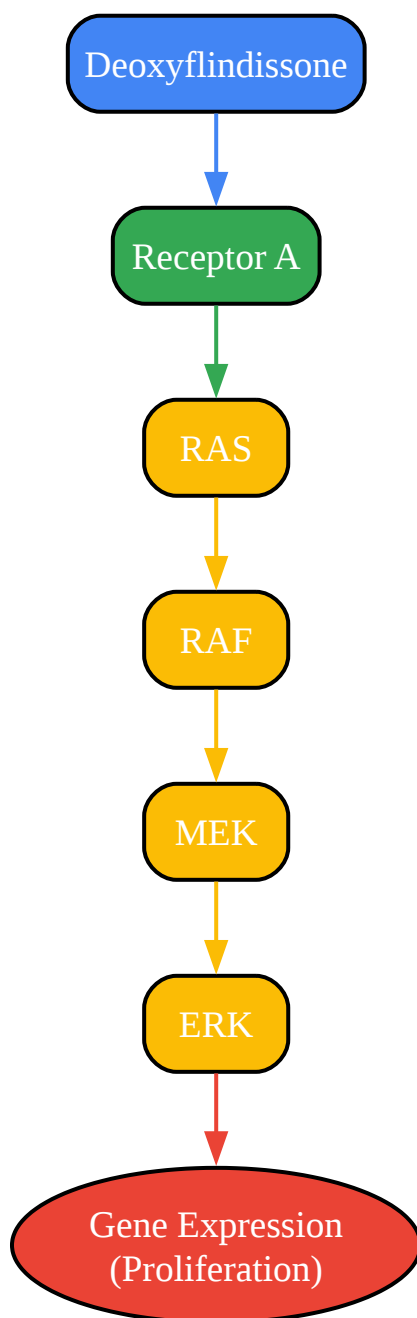 Deoxyflindissone
Receptor A
RAS
RAF
MEK
ERK
Gene Expression
(Proliferation)